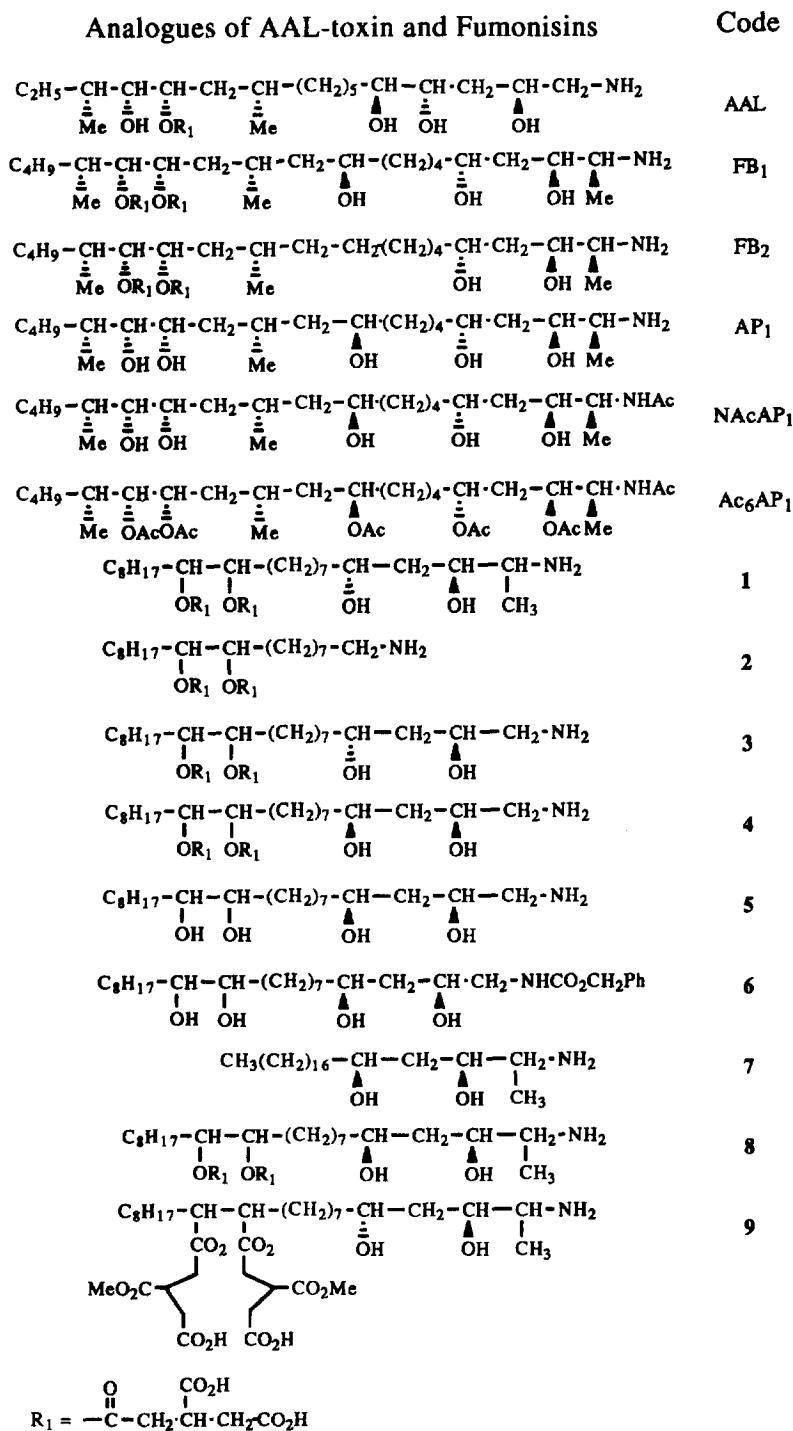 Analogues of AAL-toxin and Fumonisins Code
C₂H₅-CH-CH-CH-CH₂-CH-(CH₂)₅-CH-CH·CH₂-CH-CH₂-NH₂ AAL
Me OH OR₁ Me OH OH OH
C₄H₉-CH-CH·CH-CH₂-CH-CH₂-CH-(CH₂)₄-CH·CH₂-CH-CH-NH₂ FB₁
Me OR₁OR₁ Me OH OH OH Me
C₄H₉-CH-CH·CH-CH₂-CH-CH₂-CH₂(CH₂)₄-CH·CH₂-CH-CH-NH₂ FB₂
Me OR₁OR₁ Me OH OH Me
C₄H₉-CH-CH·CH-CH₂-CH-CH₂-CH·(CH₂)₄-CH·CH₂-CH-CH-NH₂ AP₁
Me OH OH Me OH OH OH Me
C₄H₉-CH-CH·CH-CH₂-CH-CH₂-CH·(CH₂)₄-CH·CH₂-CH-CH·NHAc NAcAP₁
Me OH OH Me OH OH OH Me
C₄H₉-CH-CH·CH-CH₂-CH-CH₂-CH·(CH₂)₄-CH·CH₂-CH-CH·NHAc Ac₆AP₁
Me OAcOAc Me OAc OAc OAcMe
C₈H₁₇-CH-CH-(CH₂)₇-CH-CH₂-CH-CH-NH₂ 1
OR₁ OR₁ OH OH CH₃
C₈H₁₇-CH-CH-(CH₂)₇-CH₂·NH₂ 2
OR₁ OR₁
C₈H₁₇-CH-CH-(CH₂)₇-CH-CH₂-CH-CH₂-NH₂ 3
OR₁ OR₁ OH OH
C₈H₁₇-CH-CH-(CH₂)₇-CH-CH₂-CH-CH₂-NH₂ 4
OR₁ OR₁ OH OH
C₈H₁₇-CH-CH-(CH₂)₇-CH-CH₂-CH-CH₂-NH₂ 5
OH OH OH OH
C₈H₁₇-CH-CH-(CH₂)₇-CH-CH₂-CH·CH₂-NHCO₂CH₂Ph 6
OH OH OH OH
CH₃(CH₂)₁₆-CH-CH₂-CH-CH₂-NH₂ 7
OH OH CH₃
C₈H₁₇-CH-CH-(CH₂)₇-CH-CH₂-CH-CH₂-NH₂ 8
OR₁ OR₁ OH OH CH₃
C₈H₁₇-CH-CH-(CH₂)₇-CH-CH₂-CH-CH-NH₂ 9
CO₂ CO₂ OH OH CH₃
MeO₂C CO₂Me
CO₂H CO₂H
O CO₂H
R₁ = -C-CH₂·CH·CH₂-CO₂H